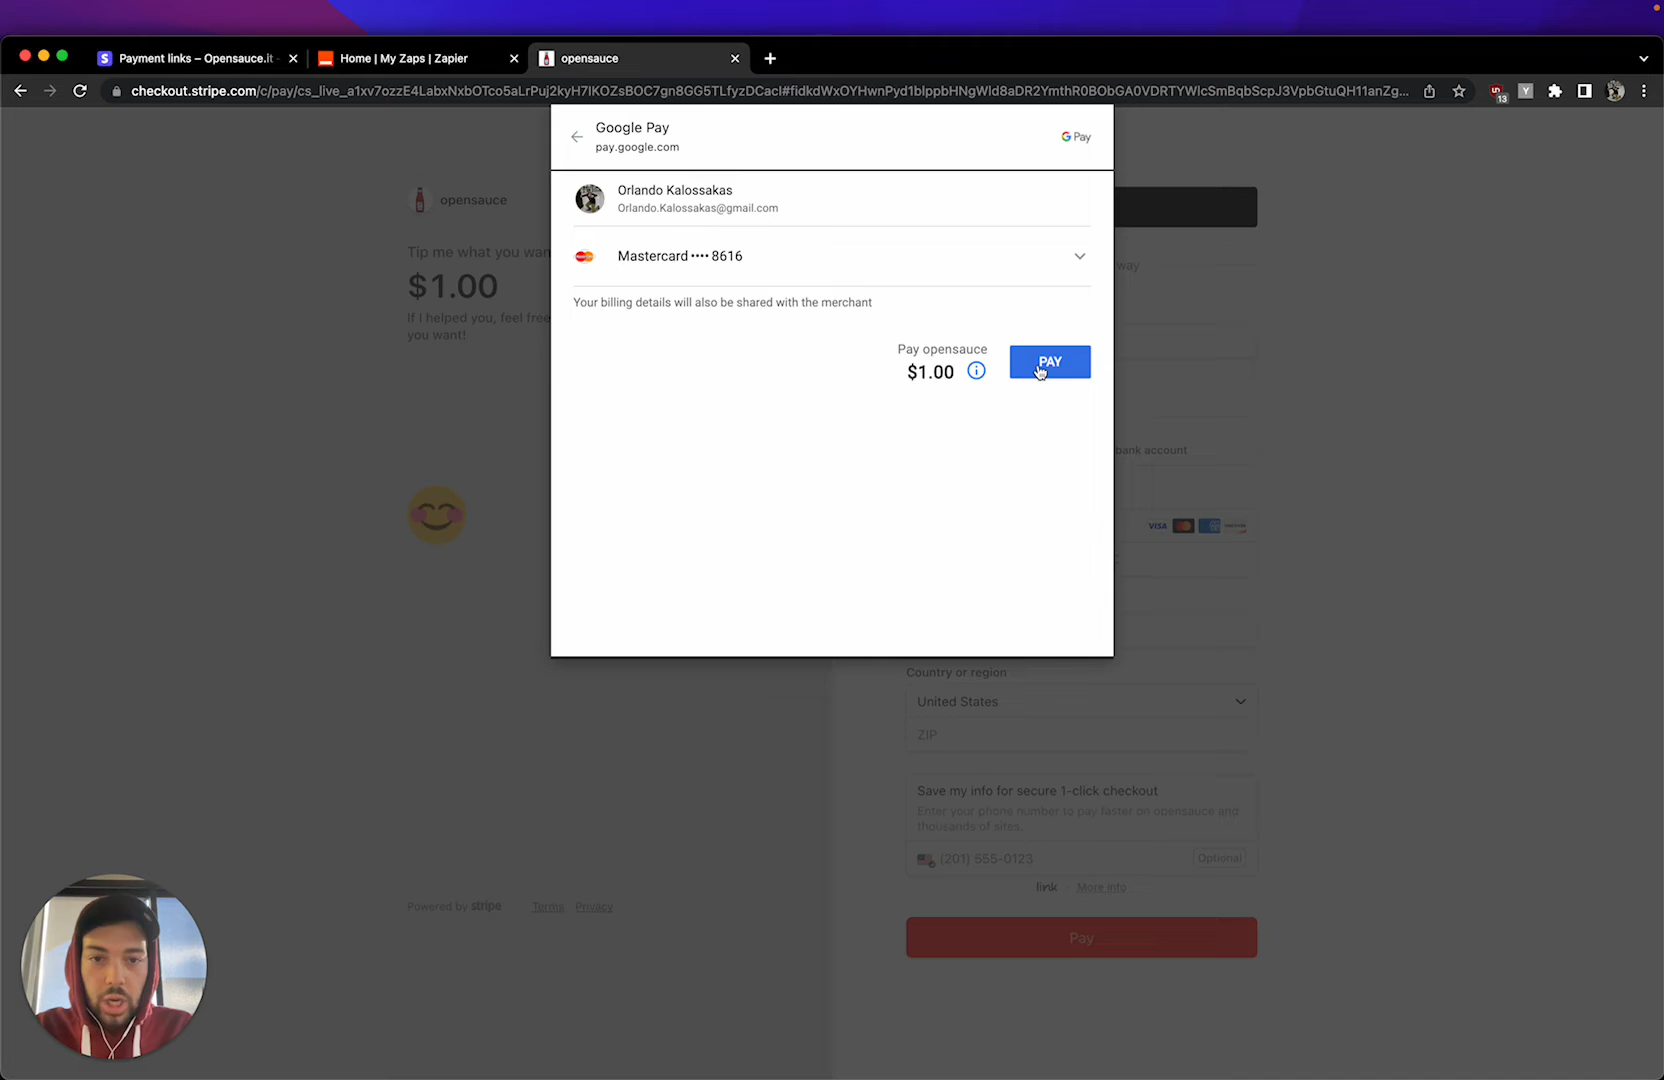 Payment links – Opensauce.it
Home | My Zaps | Zapier
opensauce
checkout.stripe.com
Google Pay
pay.google.com
G Pay
Orlando Kalossakas
Orlando.Kalossakas@gmail.com
Mastercard •••• 8616
Your billing details will also be shared with the merchant
Pay opensauce
$1.00
PAY
opensauce
Tip me what you wan
$1.00
If I helped you, feel free
you want!
way
bank account
VISA
Country or region
United States
ZIP
Save my info for secure 1-click checkout
Enter your phone number to pay faster on opensauce and
thousands of sites.
(201) 555-0123
Optional
link
More info
Pay
Powered by stripe
Terms
Privacy
13
Y